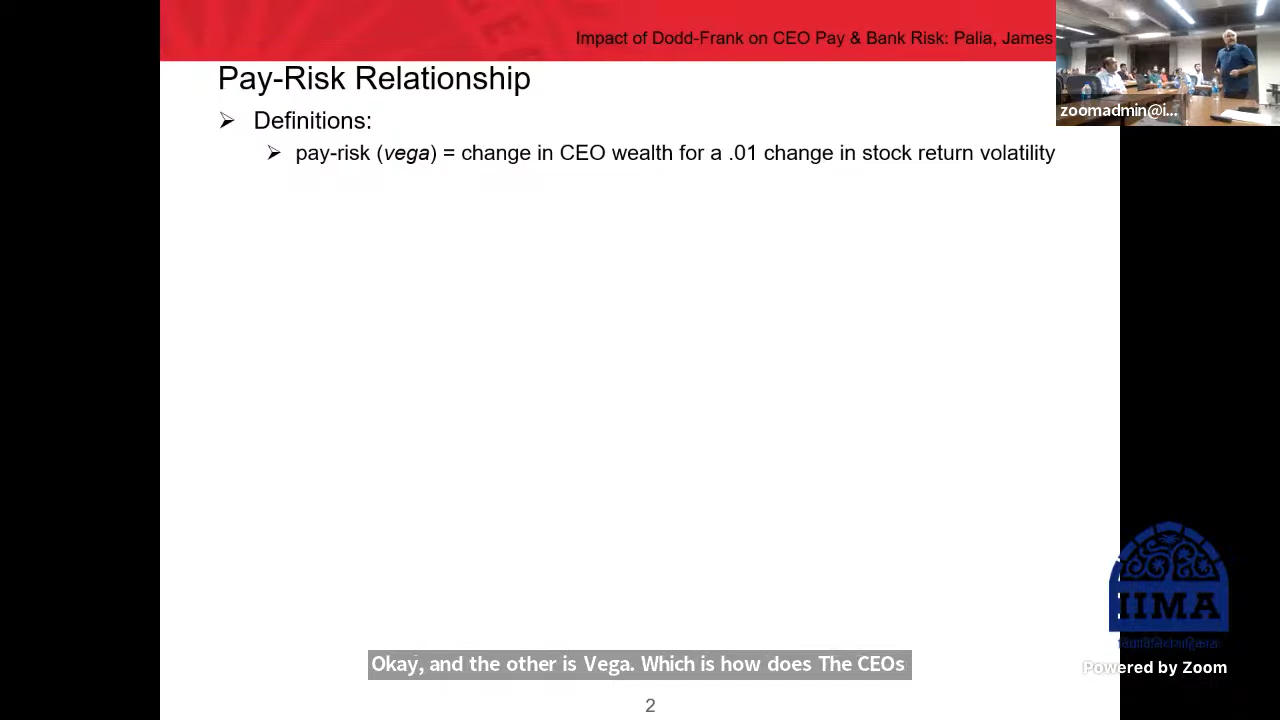 Impact of Dodd-Frank on CEO Pay & Bank Risk: Palia, James
zoomadmin@i...
Pay-Risk Relationship
Definitions:
pay-risk (vega) = change in CEO wealth for a .01 change in stock return volatility
IIMA
Powered by Zoom
Okay, and the other is Vega. Which is how does The CEOs
2